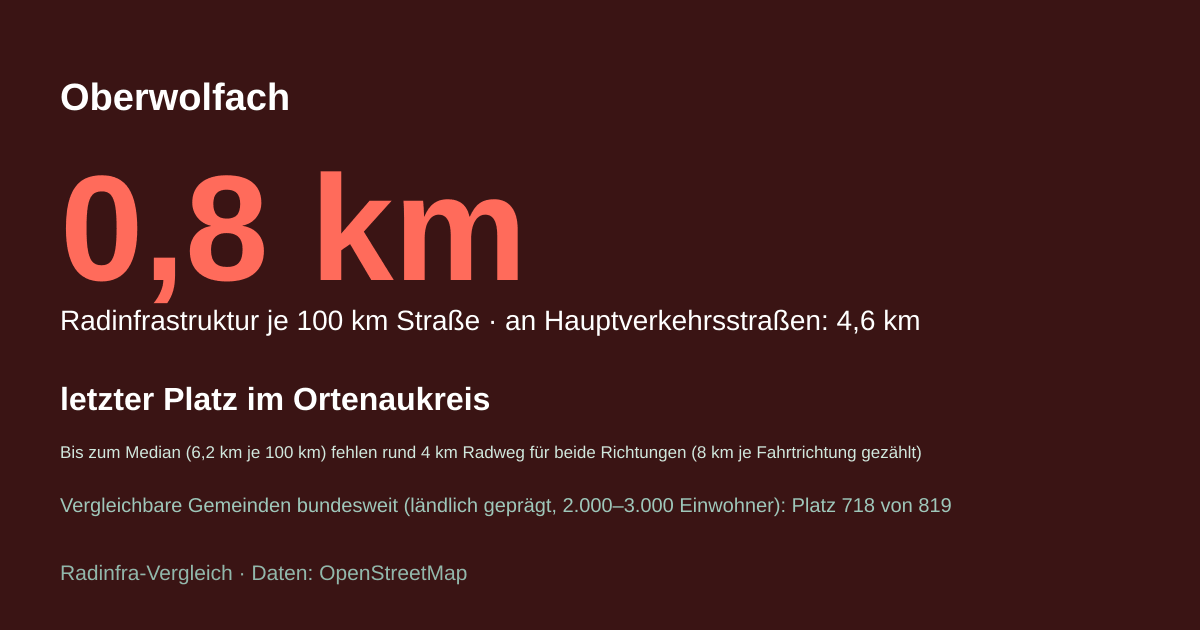 Oberwolfach
0,8 km
Radinfrastruktur je 100 km Straße · an Hauptverkehrsstraßen: 4,6 km
letzter Platz im Ortenaukreis
Bis zum Median (6,2 km je 100 km) fehlen rund 4 km Radweg für beide Richtungen (8 km je Fahrtrichtung gezählt)
Vergleichbare Gemeinden bundesweit (ländlich geprägt, 2.000–3.000 Einwohner): Platz 718 von 819
Radinfra-Vergleich · Daten: OpenStreetMap